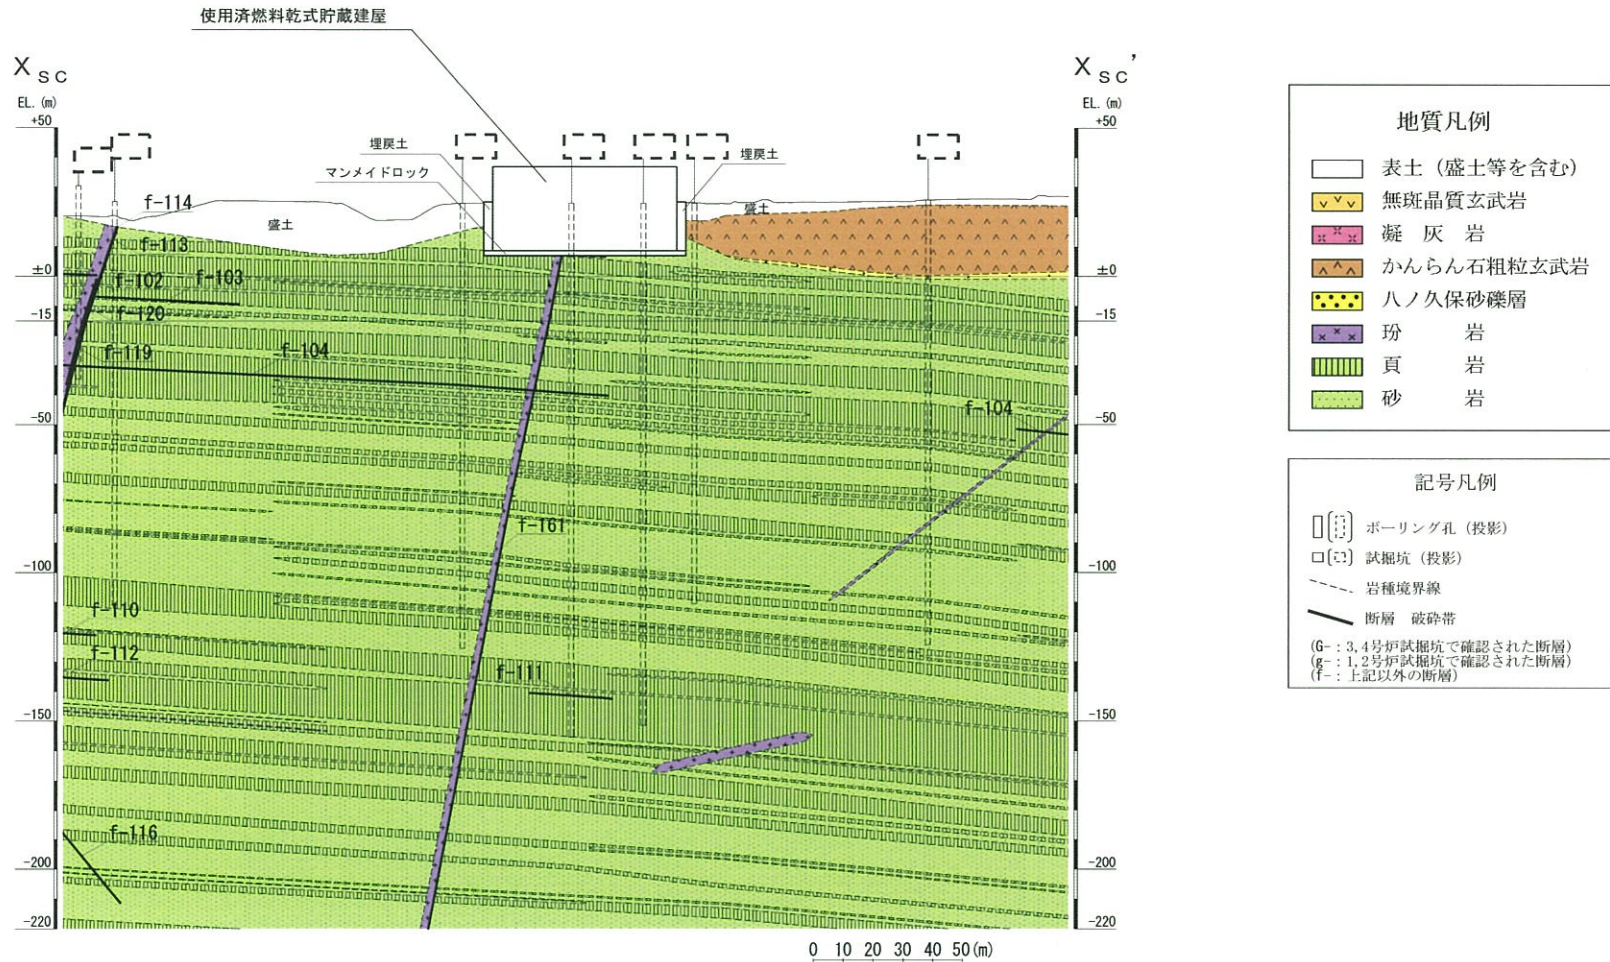 使用済燃料乾式貯蔵建屋
X SC
X SC'
EL. (m)
EL. (m)
+50
+50
埋戻土
埋戻土
マンメイドロック
f-114
盛土
盛土
f-113
±0
±0
f-102
f-103
-15
-15
f-120
f-119
f-104
f-104
-50
-50
f-161
-100
-100
f-110
f-112
f-111
-150
-150
f-116
-200
-200
-220
-220
0 10 20 30 40 50(m)
地質凡例
表土（盛土等を含む）
無斑晶質玄武岩
凝灰岩
かんらん石粗粒玄武岩
八ノ久保砂礫層
玢岩
頁岩
砂岩
記号凡例
ボーリング孔（投影）
試掘坑（投影）
岩種境界線
断層　破砕帯
(G-：3,4号炉試掘坑で確認された断層)
(g-：1,2号炉試掘坑で確認された断層)
(f-：上記以外の断層)